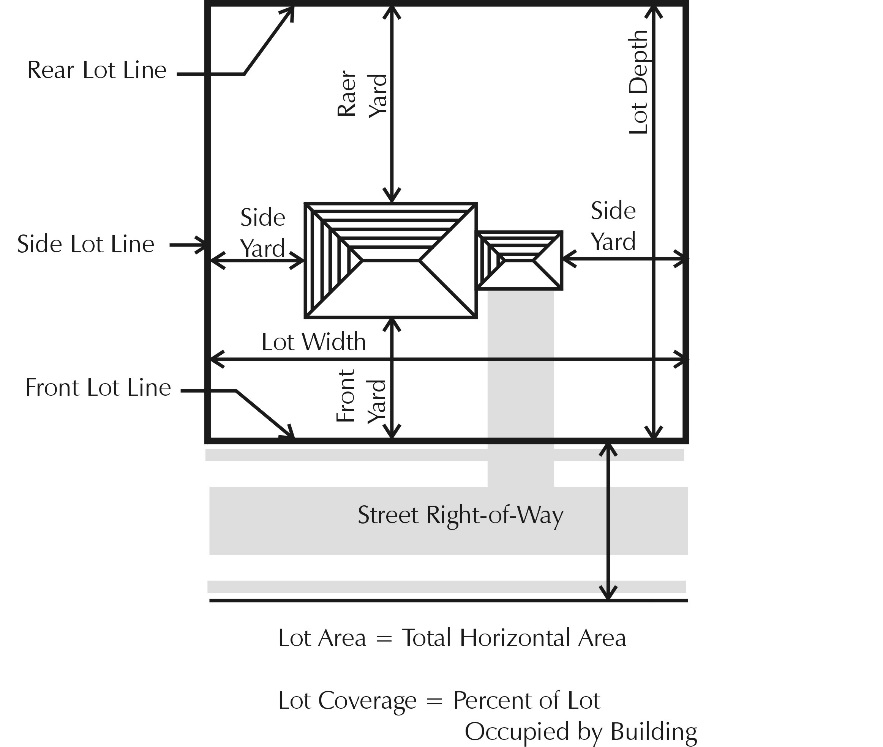 Rear Lot Line
Raer
Yard
Lot Depth
Side Lot Line
Side
Yard
Side
Yard
Lot Width
Front Lot Line
Front
Yard
Street Right-of-Way
Lot Area = Total Horizontal Area
Lot Coverage = Percent of Lot
Occupied by Building